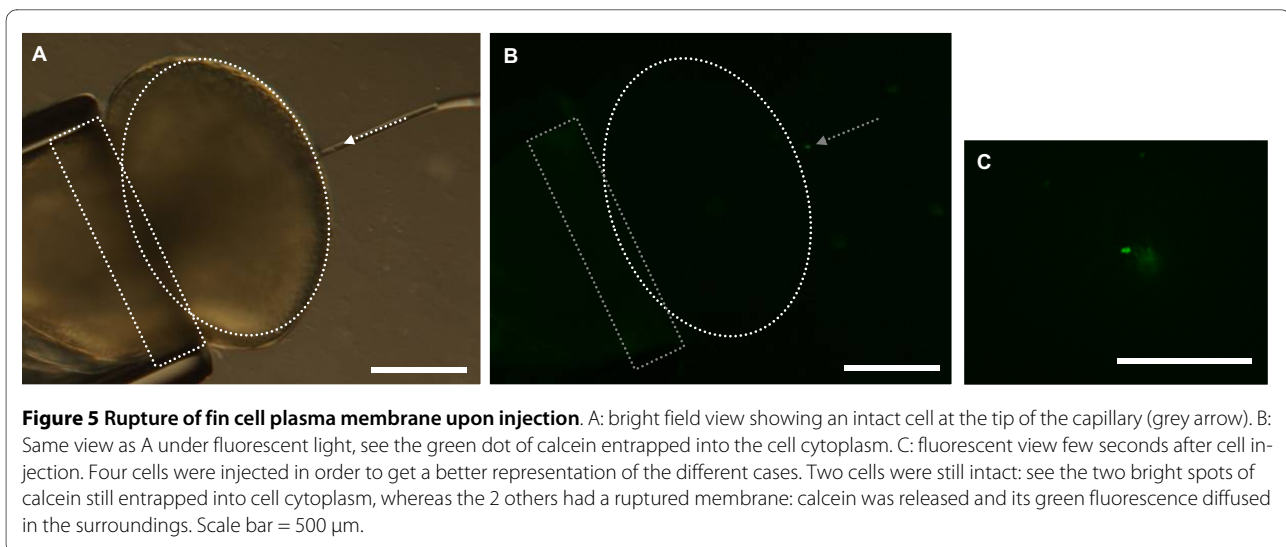 A
B
C
Figure 5 Rupture of fin cell plasma membrane upon injection. A: bright field view showing an intact cell at the tip of the capillary (grey arrow). B:
Same view as A under fluorescent light, see the green dot of calcein entrapped into the cell cytoplasm. C: fluorescent view few seconds after cell in-
jection. Four cells were injected in order to get a better representation of the different cases. Two cells were still intact: see the two bright spots of
calcein still entrapped into cell cytoplasm, whereas the 2 others had a ruptured membrane: calcein was released and its green fluorescence diffused
in the surroundings. Scale bar = 500 μm.